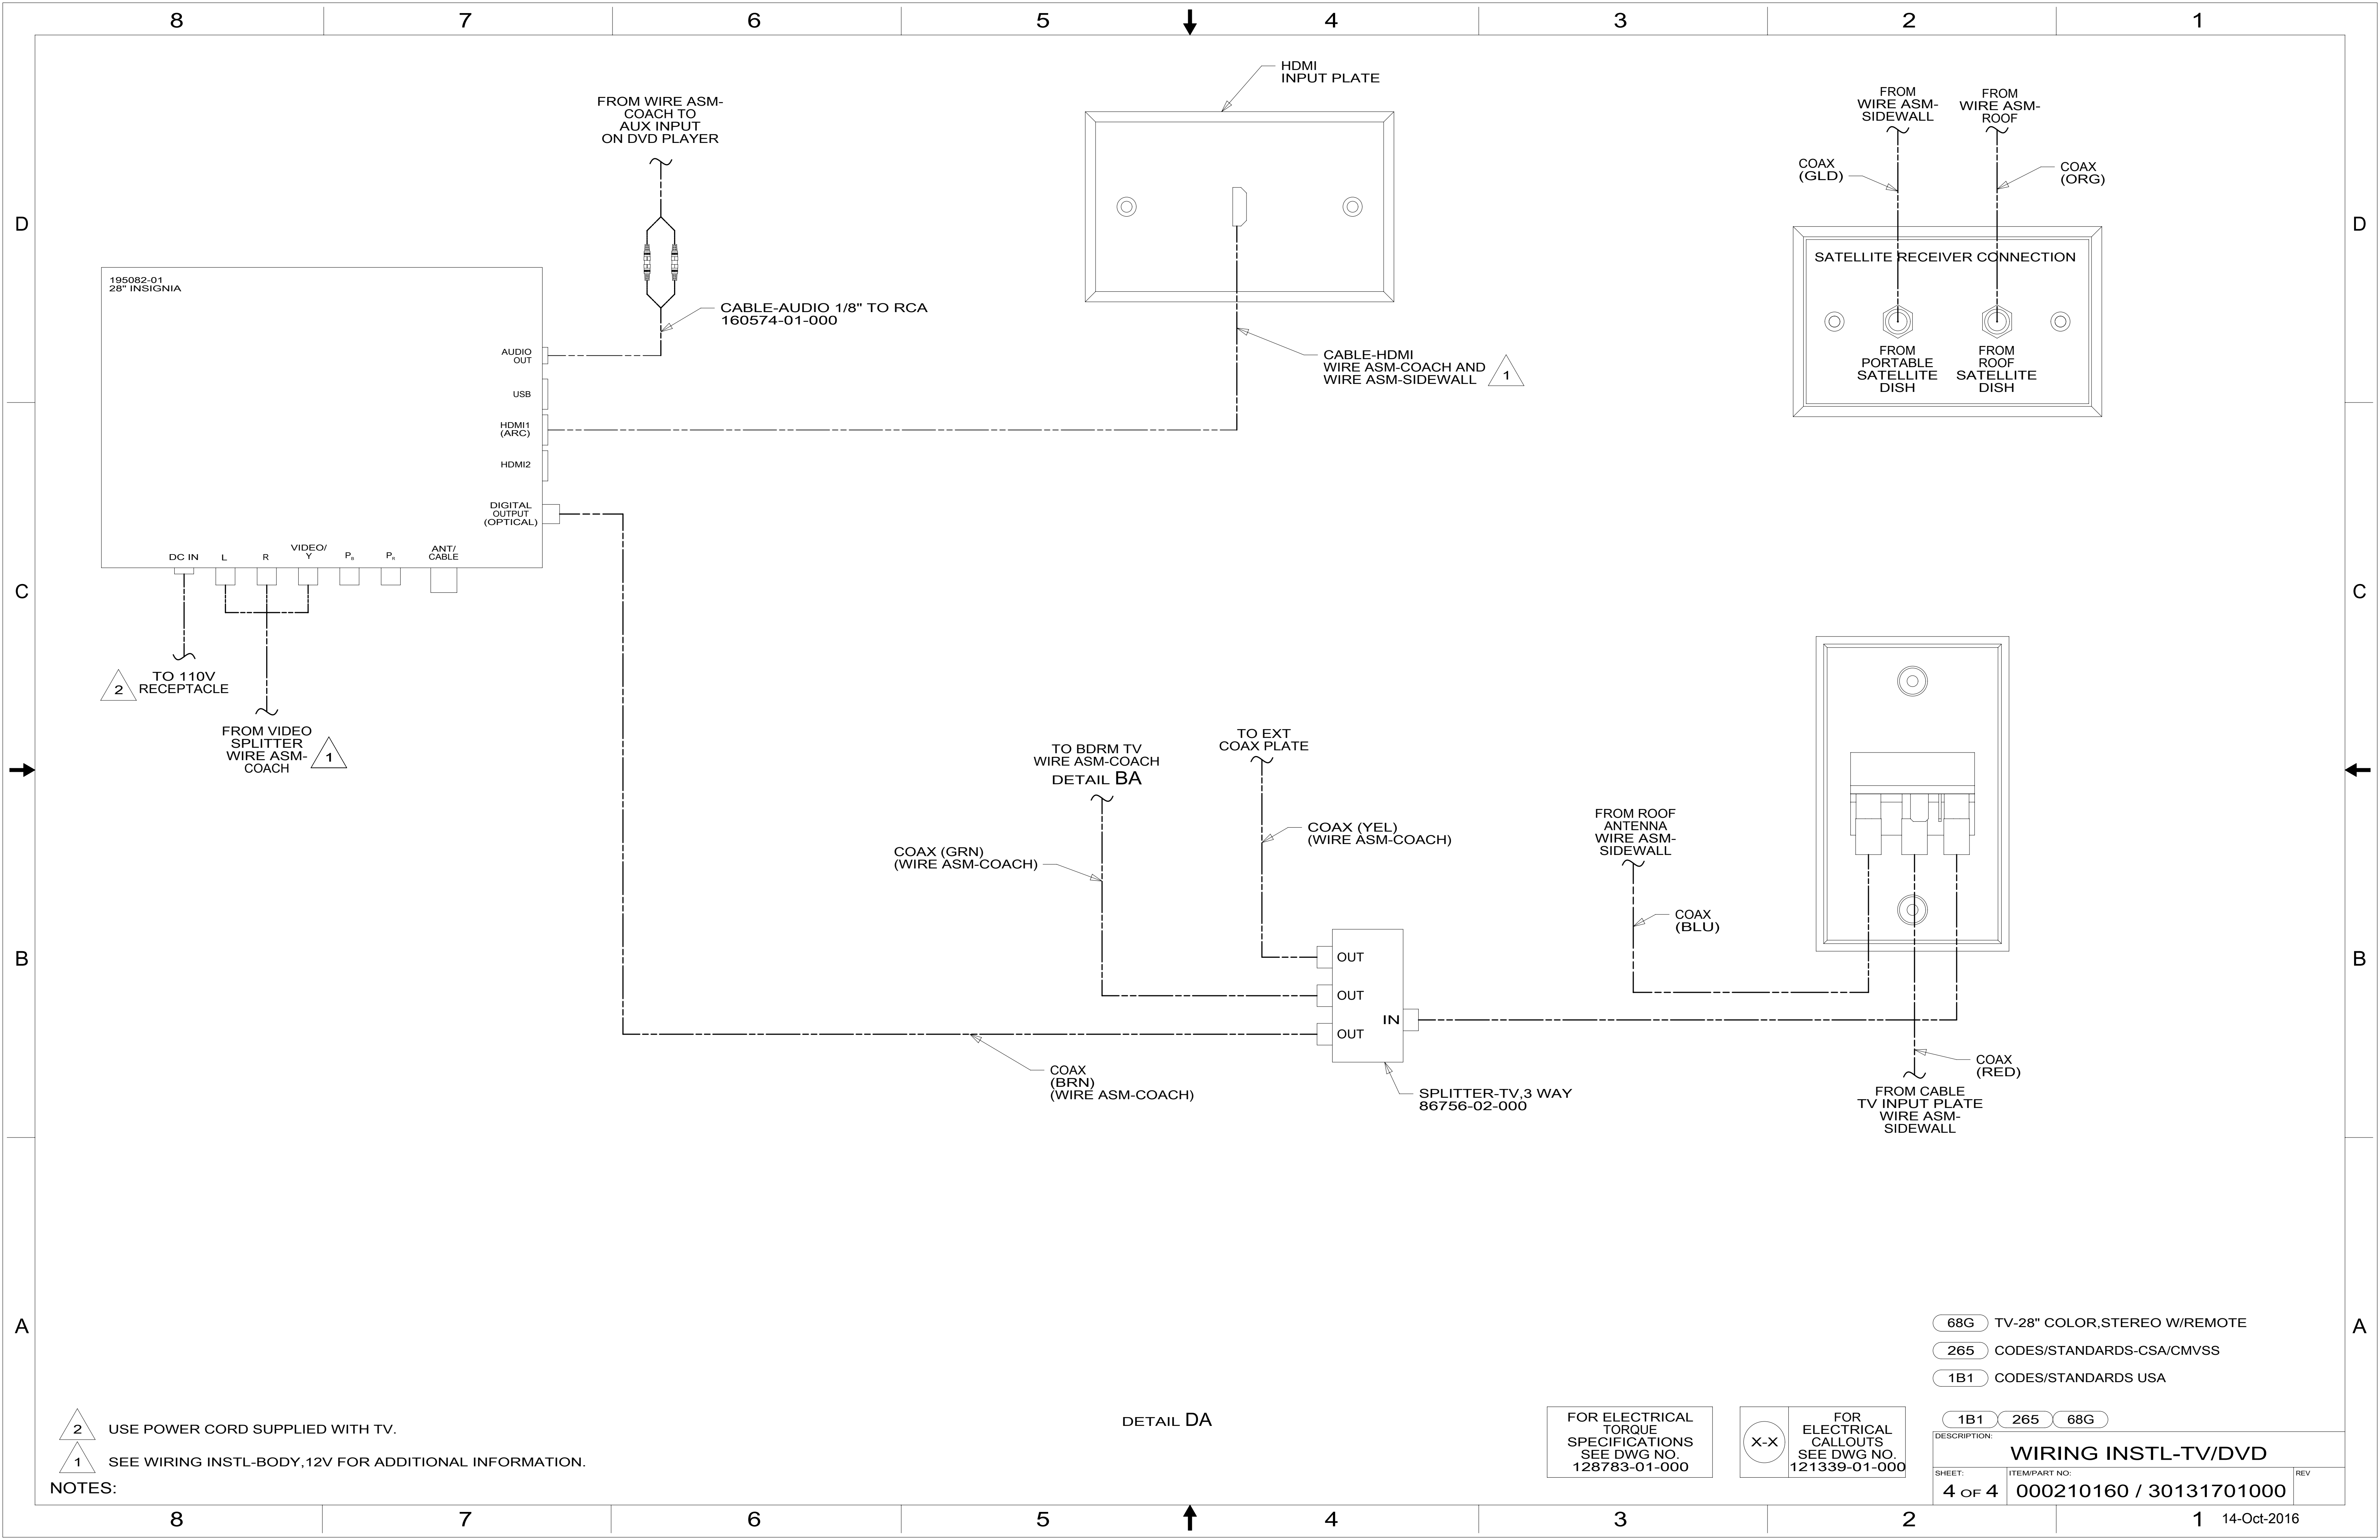 8 7 6 5 4 3 2 1
D
C
B
A
D
C
B
A
195082-01
28" INSIGNIA
AUDIO
OUT
USB
HDMI1
(ARC)
HDMI2
DIGITAL
OUTPUT
(OPTICAL)
DC IN L R VIDEO/
Y
ANT/
CABLE
FROM WIRE ASM-
COACH TO
AUX INPUT
ON DVD PLAYER
CABLE-AUDIO 1/8" TO RCA
160574-01-000
2
TO 110V
RECEPTACLE
FROM VIDEO
SPLITTER
WIRE ASM-
COACH
1
HDMI
INPUT PLATE
CABLE-HDMI
WIRE ASM-COACH AND
WIRE ASM-SIDEWALL
1
FROM
WIRE ASM-
SIDEWALL
FROM
WIRE ASM-
ROOF
COAX
(GLD)
COAX
(ORG)
SATELLITE RECEIVER CONNECTION
FROM
PORTABLE
SATELLITE
DISH
FROM
ROOF
SATELLITE
DISH
TO BDRM TV
WIRE ASM-COACH
DETAIL BA
TO EXT
COAX PLATE
COAX (GRN)
(WIRE ASM-COACH)
COAX (YEL)
(WIRE ASM-COACH)
FROM ROOF
ANTENNA
WIRE ASM-
SIDEWALL
COAX
(BLU)
OUT
OUT
OUT
IN
COAX
(BRN)
(WIRE ASM-COACH)
SPLITTER-TV,3 WAY
86756-02-000
COAX
(RED)
FROM CABLE
TV INPUT PLATE
WIRE ASM-
SIDEWALL
2 USE POWER CORD SUPPLIED WITH TV.
1 SEE WIRING INSTL-BODY,12V FOR ADDITIONAL INFORMATION.
NOTES:
DETAIL DA
FOR ELECTRICAL
TORQUE
SPECIFICATIONS
SEE DWG NO.
128783-01-000
X-X
FOR
ELECTRICAL
CALLOUTS
SEE DWG NO.
121339-01-000
68G TV-28" COLOR,STEREO W/REMOTE
265 CODES/STANDARDS-CSA/CMVSS
1B1 CODES/STANDARDS USA
1B1 265 68G
DESCRIPTION:
WIRING INSTL-TV/DVD
SHEET:
4 OF 4
ITEM/PART NO:
000210160 / 30131701000
REV
8 7 6 5 4 3 2 1
14-Oct-2016